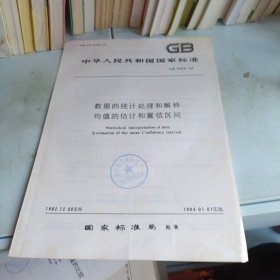 GB
中华人民共和国国家标准
数据的统计处理和解释
均值的估计和置信区间
Statistical interpretation of data
Estimation of the mean-Confidence interval
1982-12-30发布
1984-01-01实施
国家标准局 批准